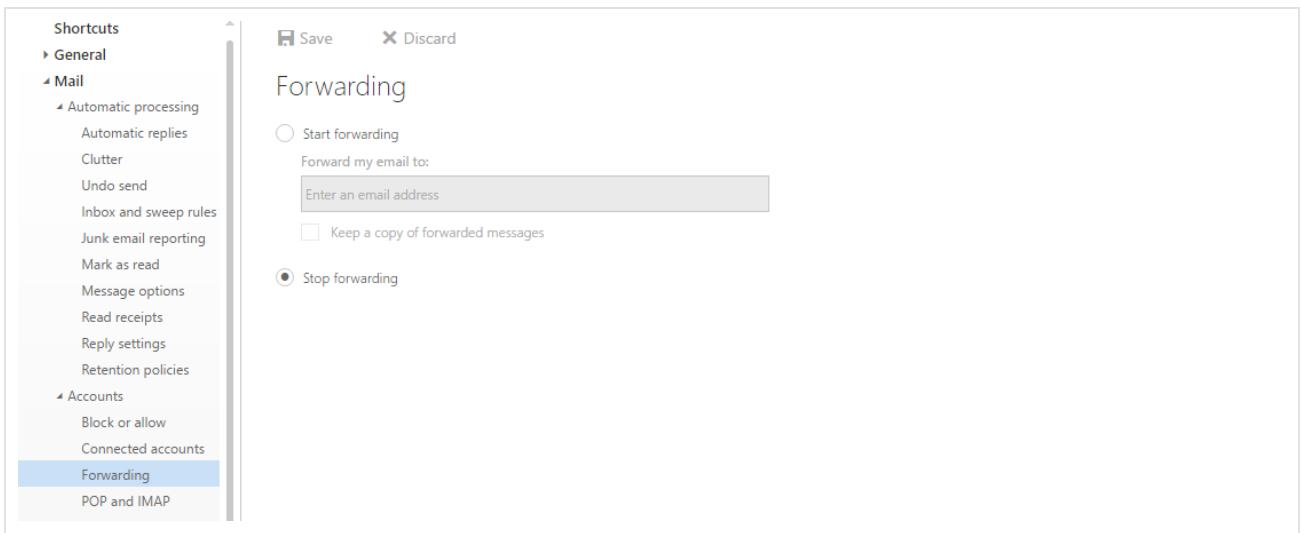 Shortcuts
General
Mail
Automatic processing
Automatic replies
Clutter
Undo send
Inbox and sweep rules
Junk email reporting
Mark as read
Message options
Read receipts
Reply settings
Retention policies
Accounts
Block or allow
Connected accounts
Forwarding
POP and IMAP
Save Discard
Forwarding
Start forwarding
Forward my email to:
Enter an email address
Keep a copy of forwarded messages
Stop forwarding